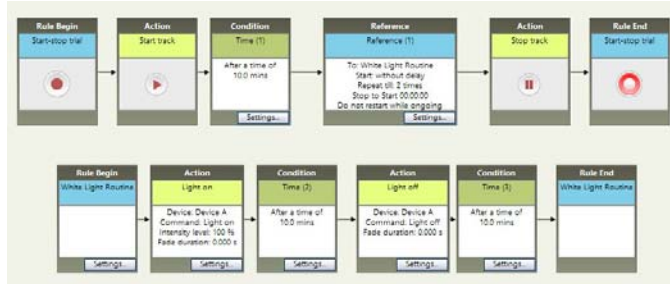 Rule Begin
Start-stop trial
Action
Start track
Condition
Time (1)
After a time of
10.0 mins
Settings...
Reference
Reference (1)
To: White Light Routine
Start: without delay
Repeat till: 2 times
Stop to Start 00:00:00
Do not restart while ongoing
Settings...
Action
Stop track
Rule End
Start-stop trial
Rule Begin
White Light Routine
Settings...
Action
Light on
Device: Device A
Command: Light on
Intensity level: 100 %
Fade duration: 0.000 s
Settings...
Condition
Time (2)
After a time of
10.0 mins
Settings...
Action
Light off
Device: Device A
Command: Light off
Fade duration: 0.000 s
Settings...
Condition
Time (3)
After a time of
10.0 mins
Settings...
Rule End
White Light Routine